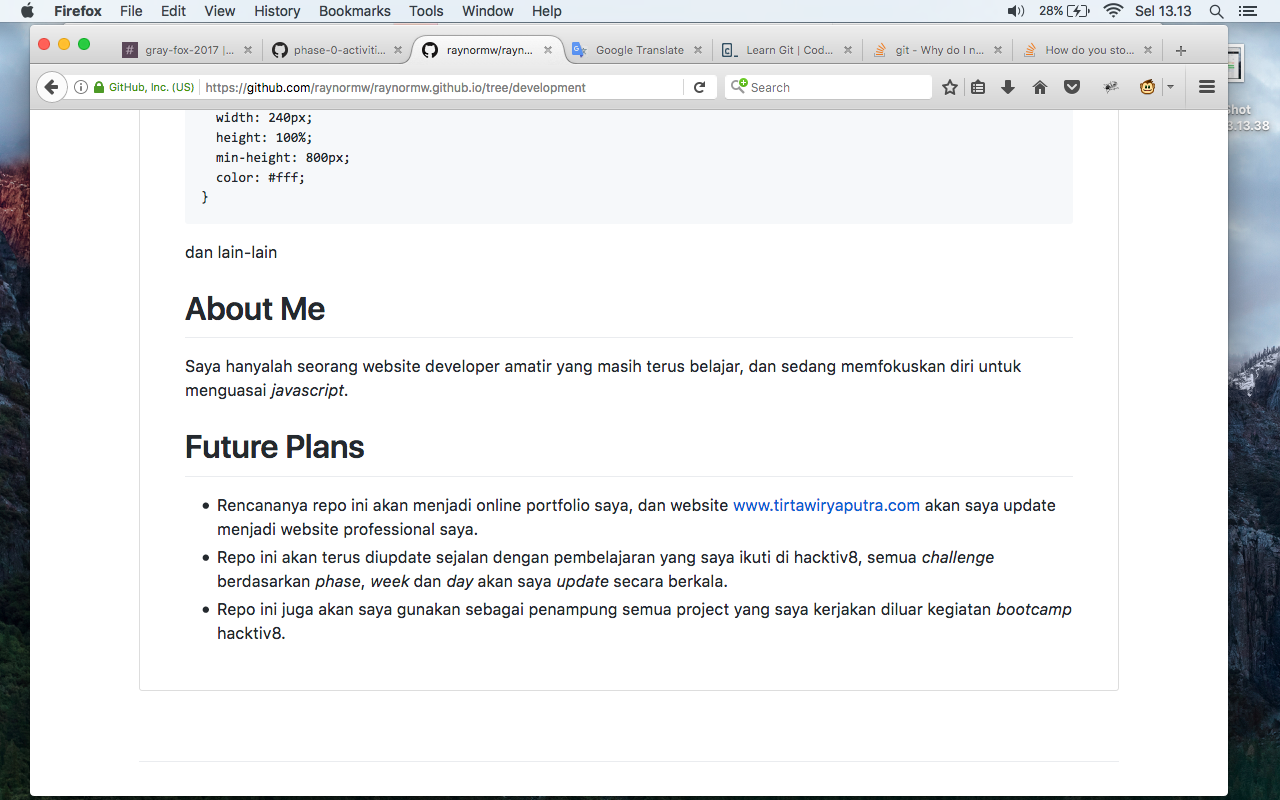 Firefox File Edit View History Bookmarks Tools Window Help 28% Sel 13.13
gray-fox-2017 |... phase-0-activiti... raynormw/rayn... Google Translate Learn Git | Cod... git - Why do I n... How do you sto...
GitHub, Inc. (US) https://github.com/raynormw/raynormw.github.io/tree/development Search
hot
3.13.38
width: 240px;
height: 100%;
min-height: 800px;
color: #fff;
}
dan lain-lain
About Me
Saya hanyalah seorang website developer amatir yang masih terus belajar, dan sedang memfokuskan diri untuk
menguasai javascript.
Future Plans
• Rencananya repo ini akan menjadi online portfolio saya, dan website www.tirtawiryaputra.com akan saya update
menjadi website professional saya.
• Repo ini akan terus diupdate sejalan dengan pembelajaran yang saya ikuti di hacktiv8, semua challenge
berdasarkan phase, week dan day akan saya update secara berkala.
• Repo ini juga akan saya gunakan sebagai penampung semua project yang saya kerjakan diluar kegiatan bootcamp
hacktiv8.